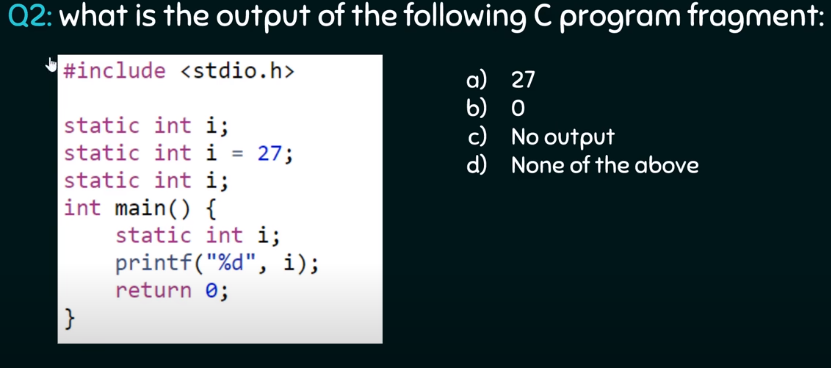 Q2: what is the output of the following C program fragment:
#include <stdio.h>
static int i;
static int i = 27;
static int i;
int main() {
    static int i;
    printf("%d", i);
    return 0;
}
a) 27
b) 0
c) No output
d) None of the above